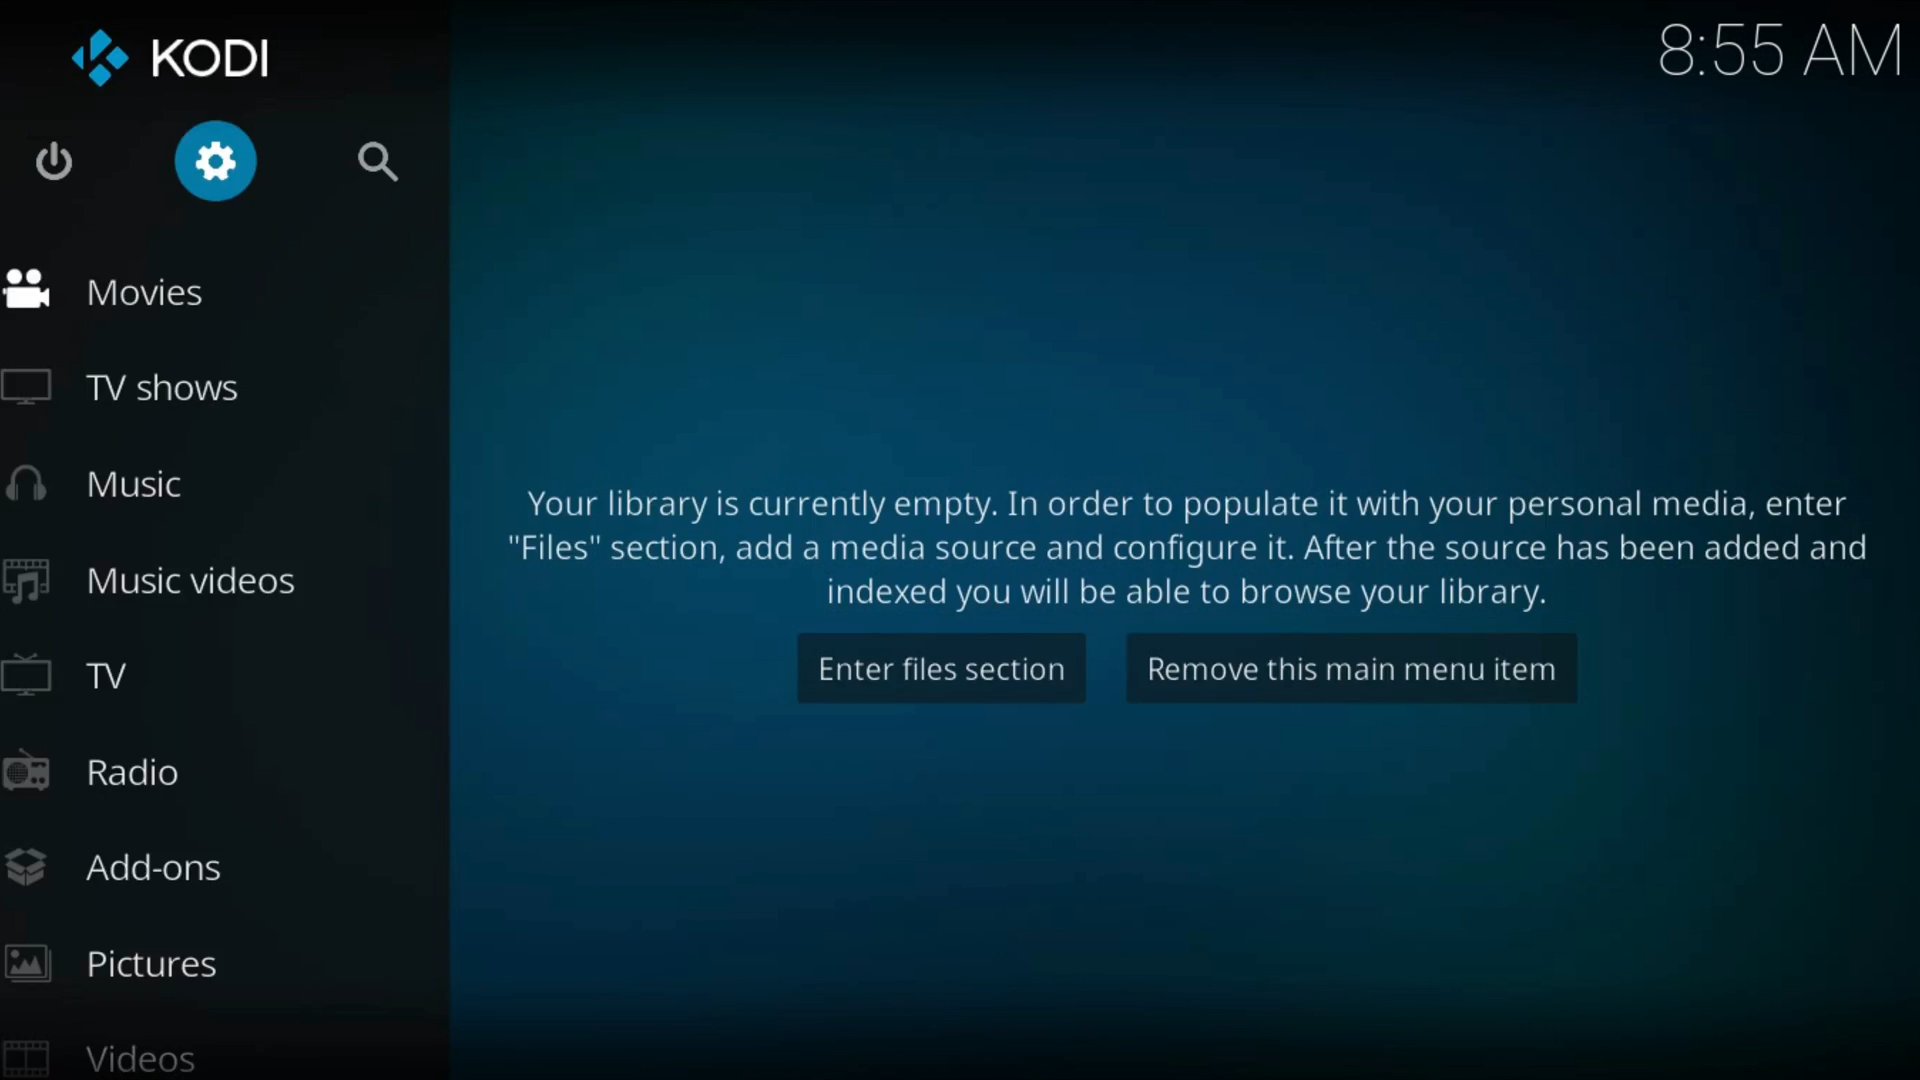 KODI
8:55 AM
Movies
TV shows
Music
Music videos
TV
Radio
Add-ons
Pictures
Videos
Your library is currently empty. In order to populate it with your personal media, enter
"Files" section, add a media source and configure it. After the source has been added and
indexed you will be able to browse your library.
Enter files section
Remove this main menu item